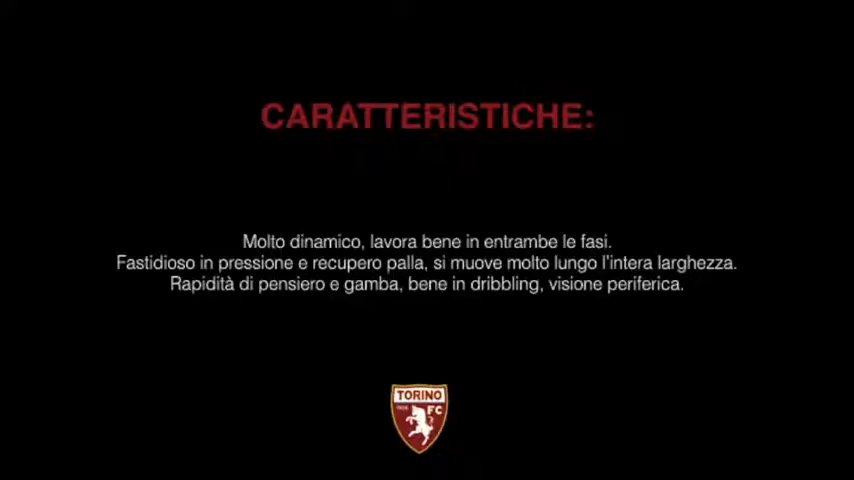 CARATTERISTICHE:
Molto dinamico, lavora bene in entrambe le fasi.
Fastidioso in pressione e recupero palla, si muove molto lungo l'intera larghezza.
Rapidità di pensiero e gamba, bene in dribbling, visione periferica.
TORINO
1906 FC